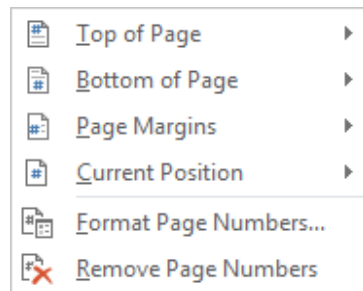 Top of Page
Bottom of Page
Page Margins
Current Position
Format Page Numbers...
Remove Page Numbers